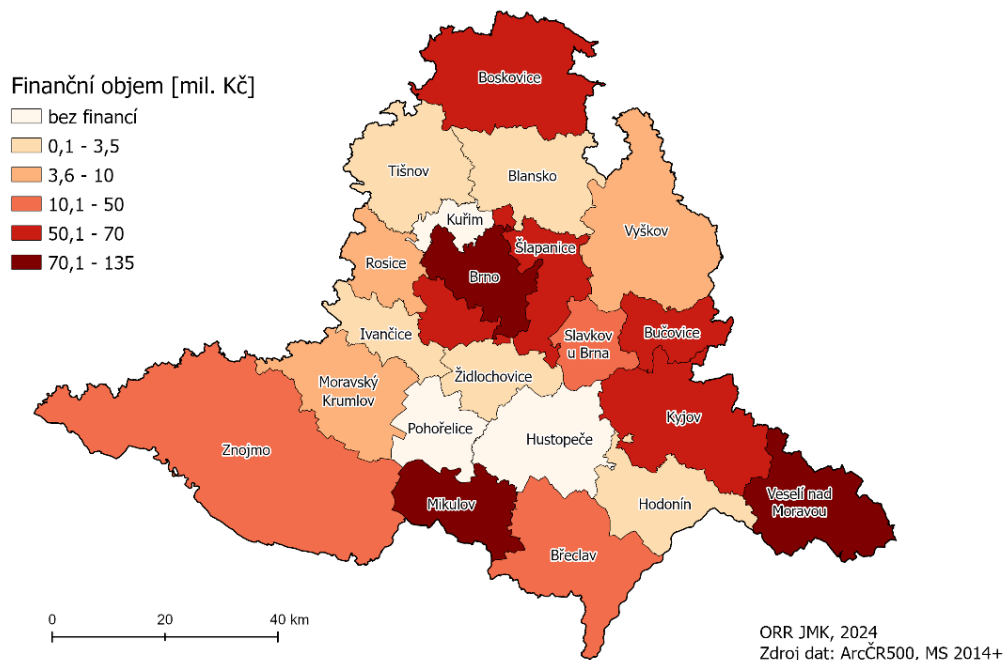 Finanční objem [mil. Kč]
bez financí
0,1 - 3,5
3,6 - 10
10,1 - 50
50,1 - 70
70,1 - 135
Boskovice
Tišnov
Blansko
Kuřim
Vyškov
Šlapanice
Rosice
Brno
Ivančice
Slavkov
u Brna
Bučovice
Židlochovice
Moravský
Krumlov
Kyjov
Pohořelice
Hustopeče
Znojmo
Mikulov
Hodonín
Veselí nad
Moravou
Břeclav
0 20 40 km
ORR JMK, 2024
Zdroj dat: ArcČR500, MS 2014+